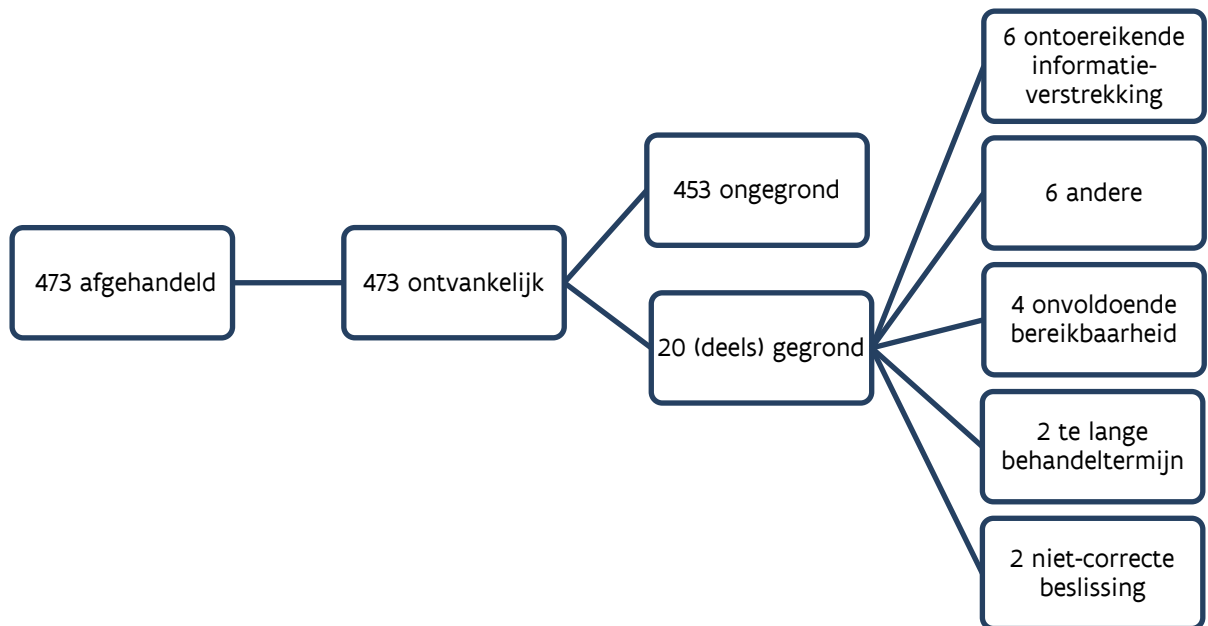 473 afgehandeld
473 ontvankelijk
453 ongegrond
20 (deels) gegrond
6 ontoereikende
informatie-
verstrekking
6 andere
4 onvoldoende
bereikbaarheid
2 te lange
behandeltermijn
2 niet-correcte
beslissing